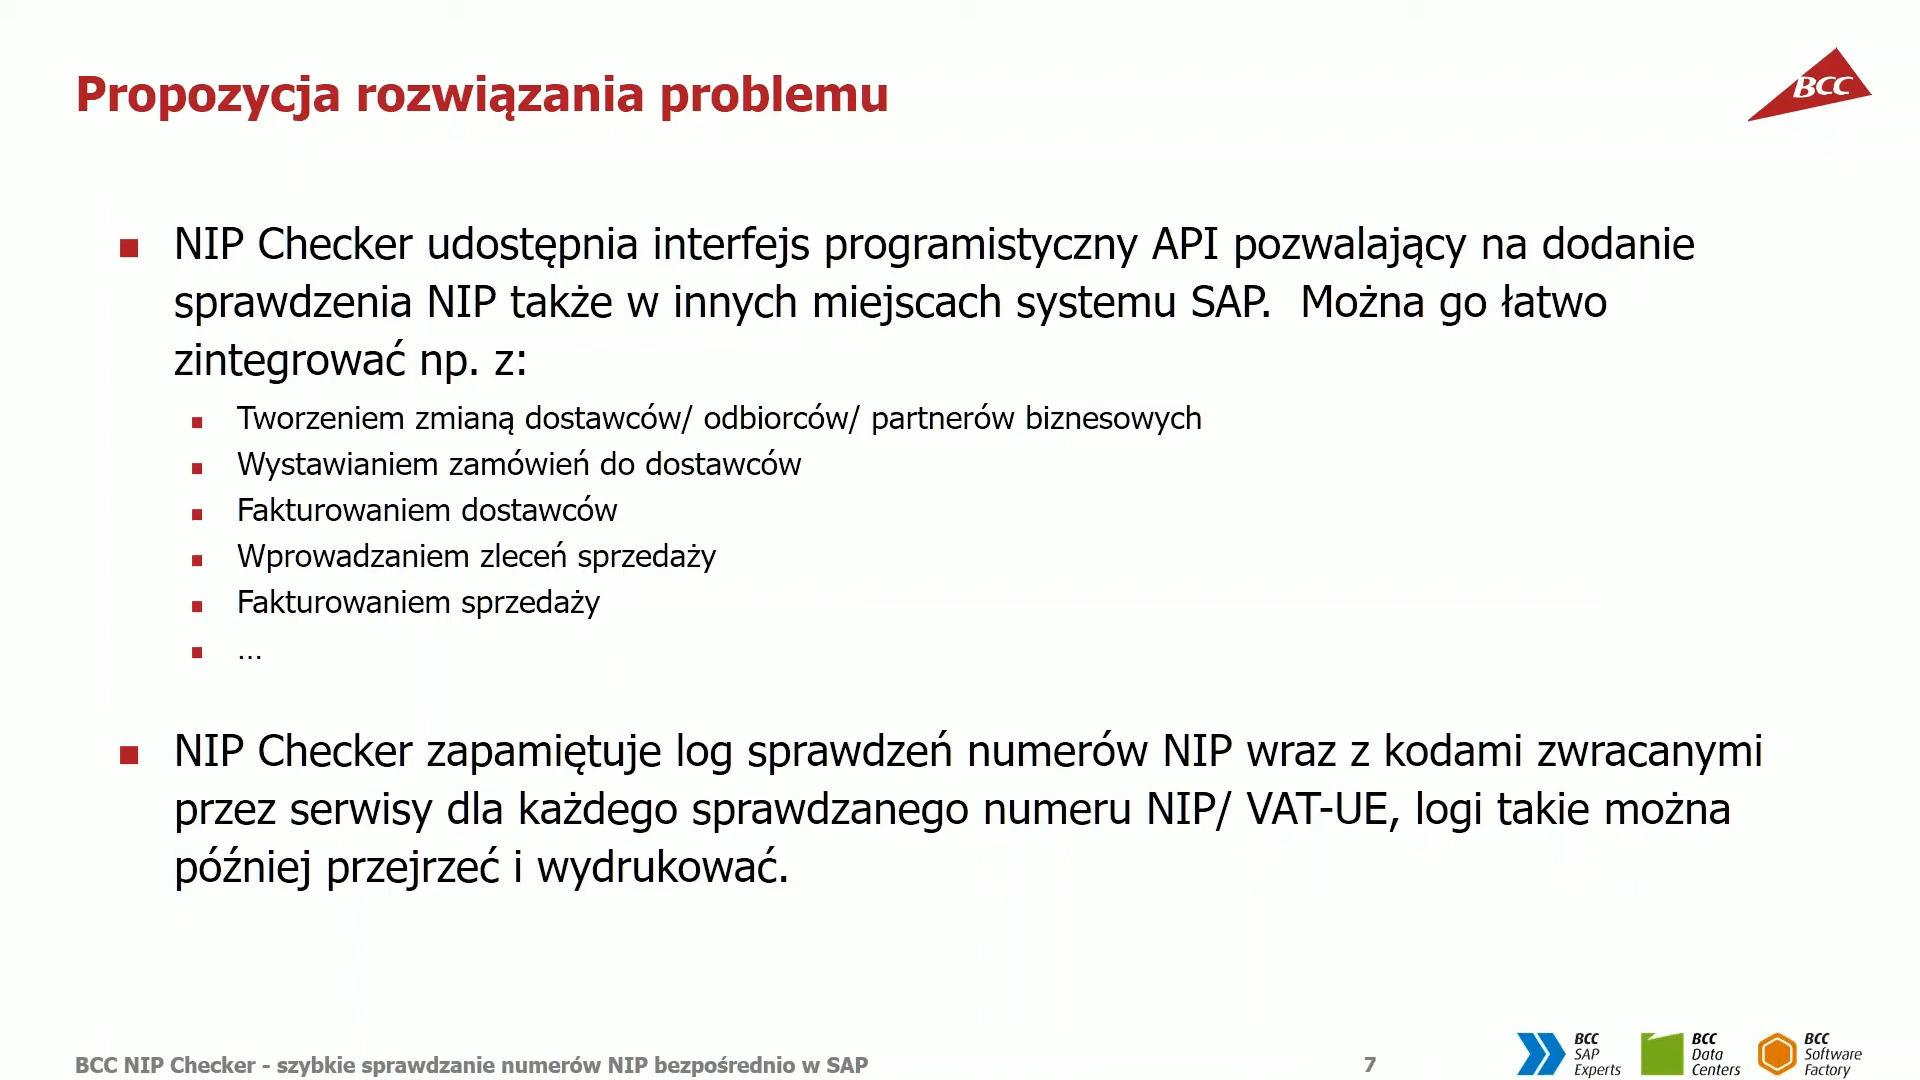 Propozycja rozwiązania problemu
BCC
NIP Checker udostępnia interfejs programistyczny API pozwalający na dodanie
sprawdzenia NIP także w innych miejscach systemu SAP. Można go łatwo
zintegrować np. z:
Tworzeniem zmianą dostawców/ odbiorców/ partnerów biznesowych
Wystawianiem zamówień do dostawców
Fakturowaniem dostawców
Wprowadzaniem zleceń sprzedaży
Fakturowaniem sprzedaży
...
NIP Checker zapamiętuje log sprawdzeń numerów NIP wraz z kodami zwracanymi
przez serwisy dla każdego sprawdzanego numeru NIP/ VAT-UE, logi takie można
później przejrzeć i wydrukować.
BCC NIP Checker - szybkie sprawdzanie numerów NIP bezpośrednio w SAP
7
BCC
SAP
Experts
BCC
Data
Centers
BCC
Software
Factory